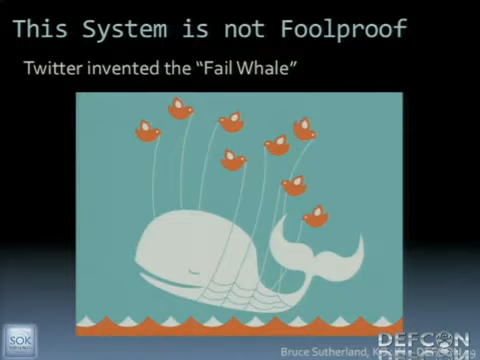 This System is not Foolproof
Twitter invented the “Fail Whale”
SOK
DEFCON
Bruce Sutherland,